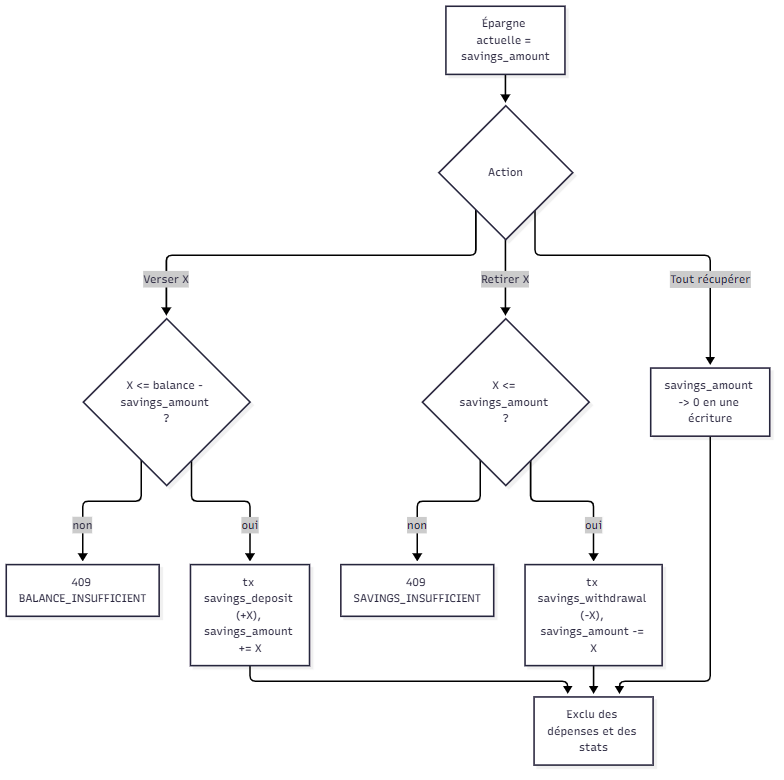 Épargne
actuelle =
savings_amount
Action
Verser X
Retirer X
Tout récupérer
X <= balance -
savings_amount
?
X <=
savings_amount
?
savings_amount
-> 0 en une
écriture
non
oui
non
oui
409
BALANCE_INSUFFICIENT
tx
savings_deposit
(+X),
savings_amount
+= X
409
SAVINGS_INSUFFICIENT
tx
savings_withdrawal
(-X),
savings_amount -=
X
Exclu des
dépenses et des
stats